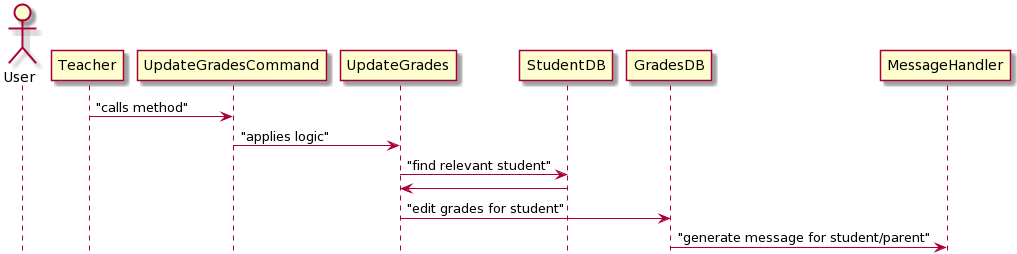 User
Teacher
UpdateGradesCommand
UpdateGrades
StudentDB
GradesDB
MessageHandler
"calls method"
"applies logic"
"find relevant student"
"edit grades for student"
"generate message for student/parent"